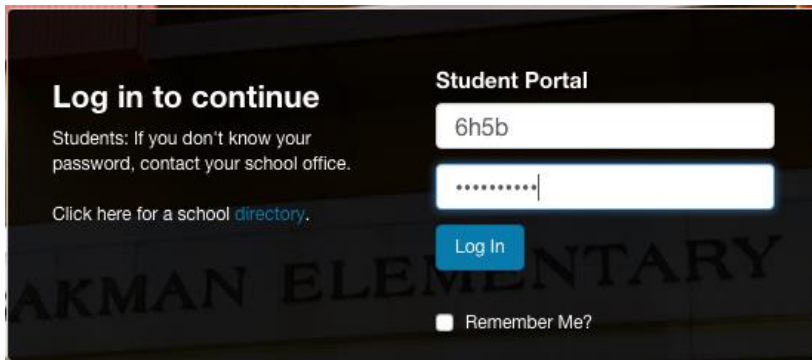 Log in to continue
Students: If you don't know your
password, contact your school office.
Click here for a school directory.
Student Portal
6h5b
••••••••••
Log In
Remember Me?
AKMAN ELEMENTARY